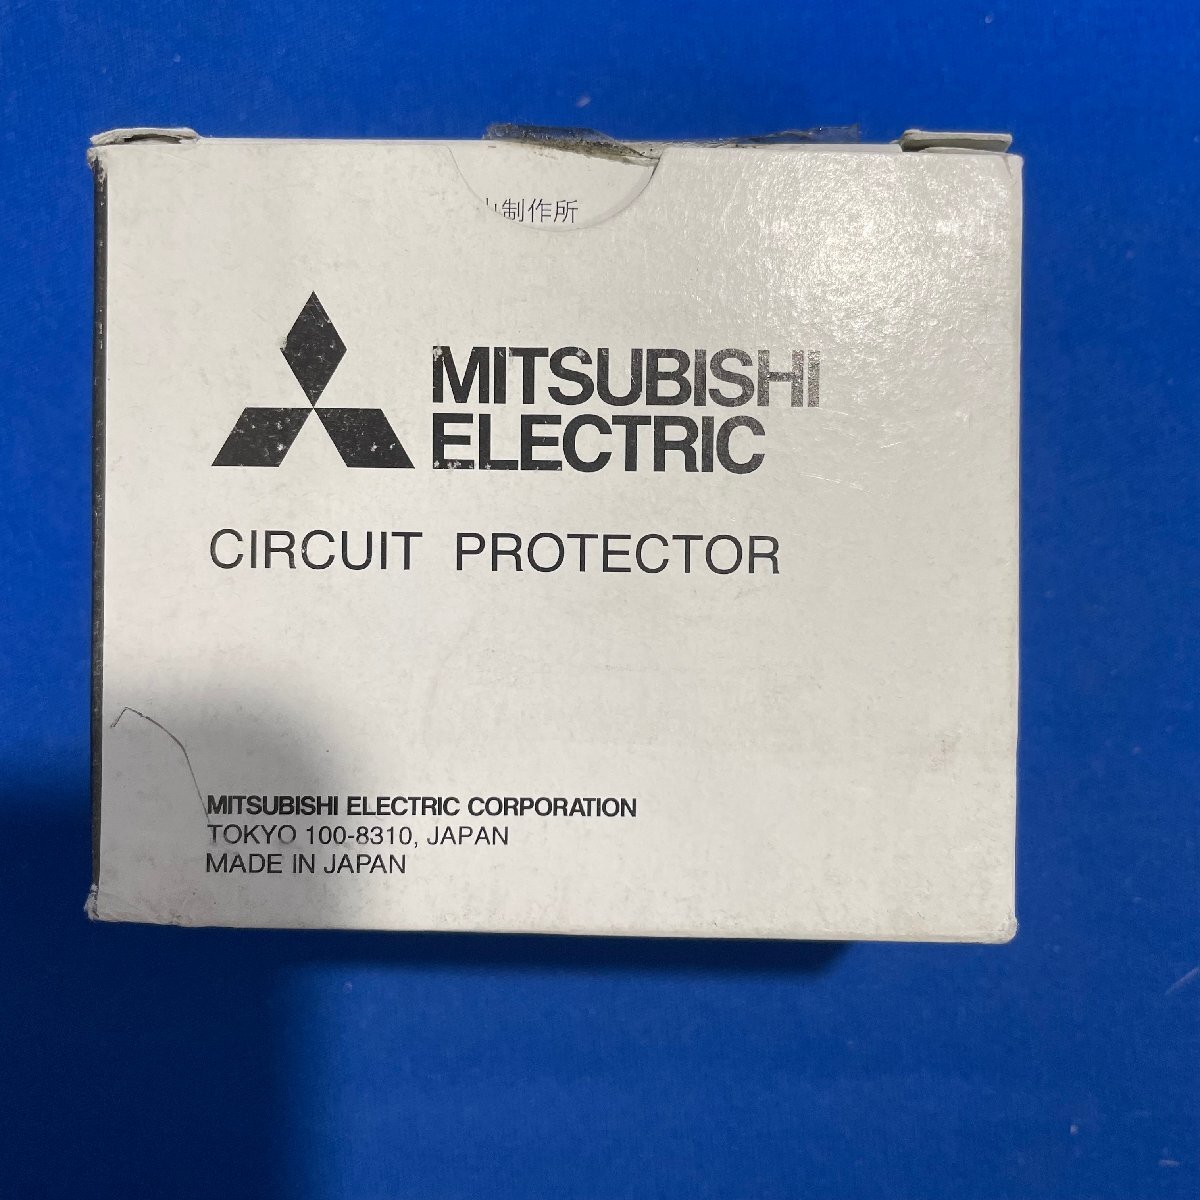 制作所
MITSUBISHI
ELECTRIC
CIRCUIT PROTECTOR
MITSUBISHI ELECTRIC CORPORATION
TOKYO 100-8310, JAPAN
MADE IN JAPAN